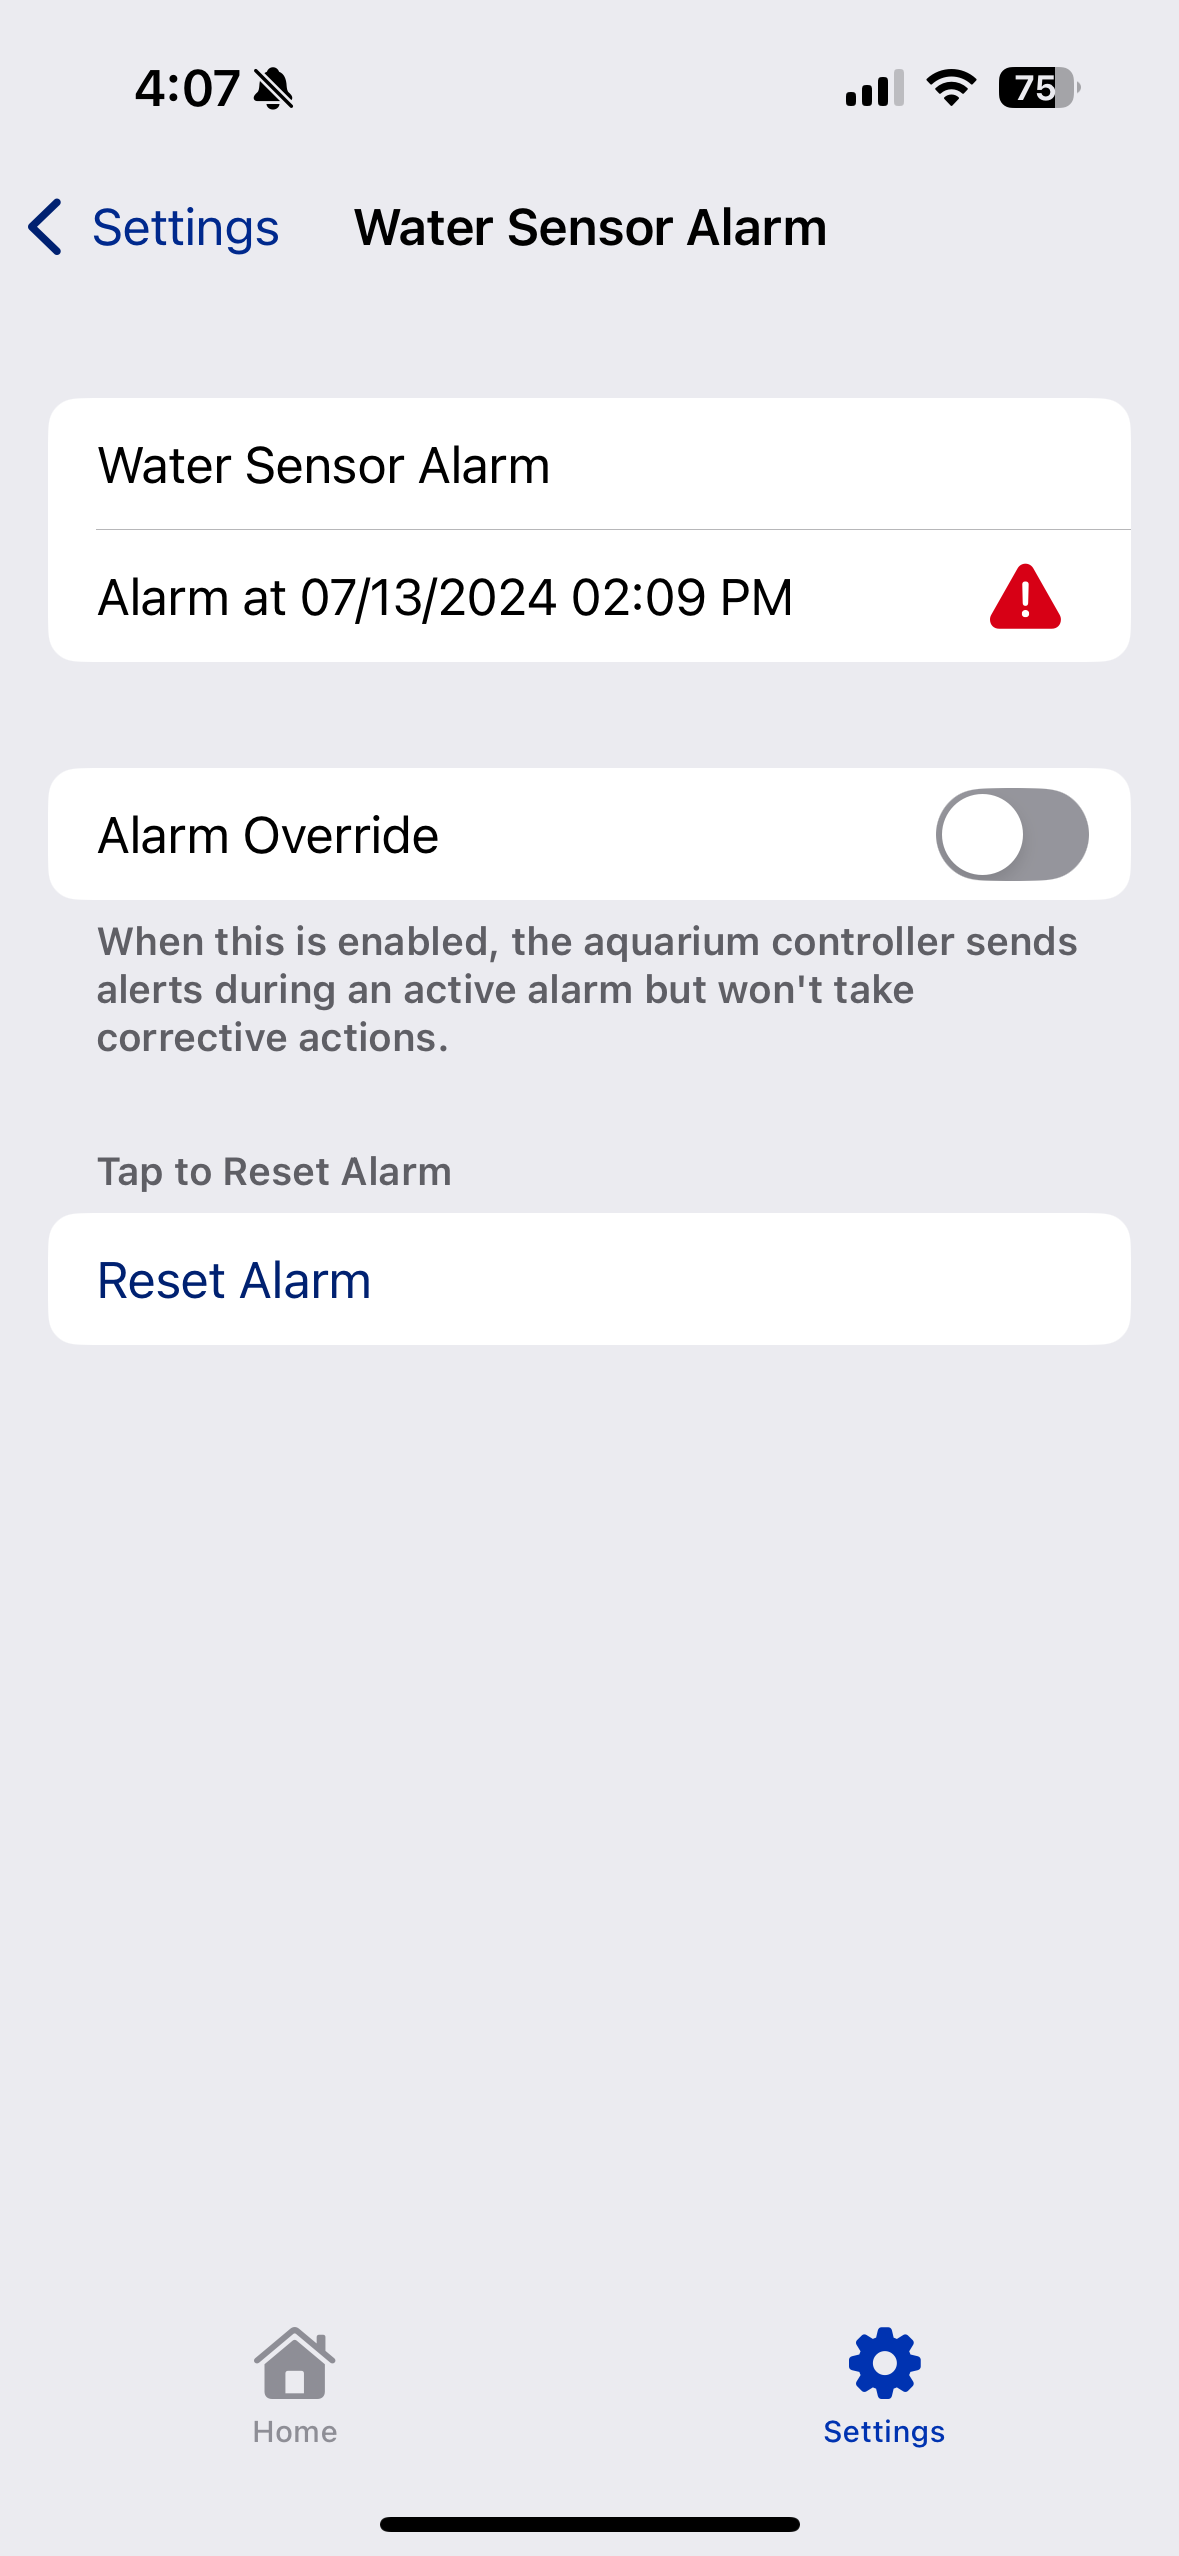 4:07
75
Settings
Water Sensor Alarm
Water Sensor Alarm
Alarm at 07/13/2024 02:09 PM
Alarm Override
When this is enabled, the aquarium controller sends
alerts during an active alarm but won't take
corrective actions.
Tap to Reset Alarm
Reset Alarm
Home
Settings